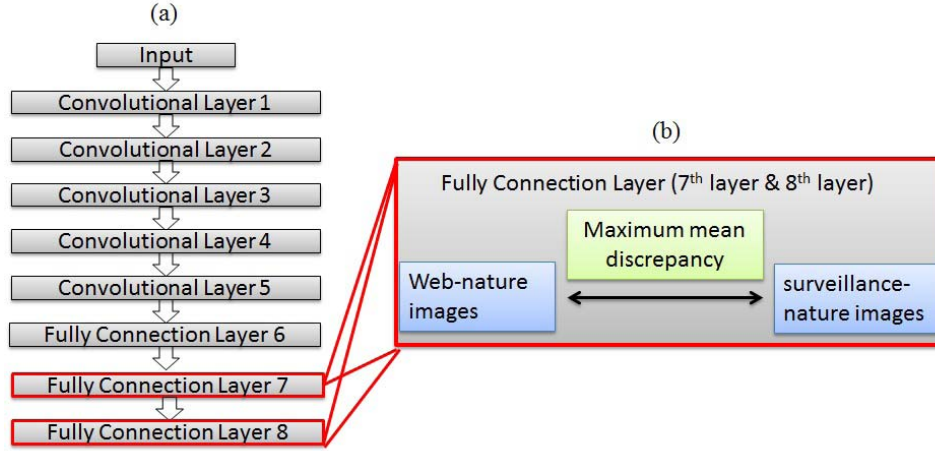 (a)
Input
Convolutional Layer 1
Convolutional Layer 2
Convolutional Layer 3
Convolutional Layer 4
Convolutional Layer 5
Fully Connection Layer 6
Fully Connection Layer 7
Fully Connection Layer 8
(b)
Fully Connection Layer (7th layer & 8th layer)
Maximum mean
discrepancy
Web-nature
images
surveillance-
nature images